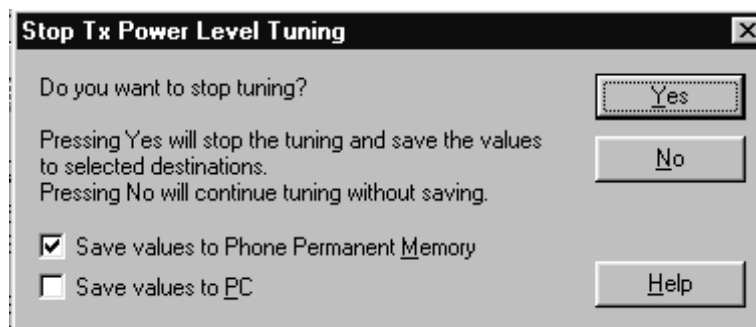 Stop Tx Power Level Tuning
Do you want to stop tuning?
Yes
Pressing Yes will stop the tuning and save the values
to selected destinations.
Pressing No will continue tuning without saving.
No
Save values to Phone Permanent Memory
Save values to PC
Help